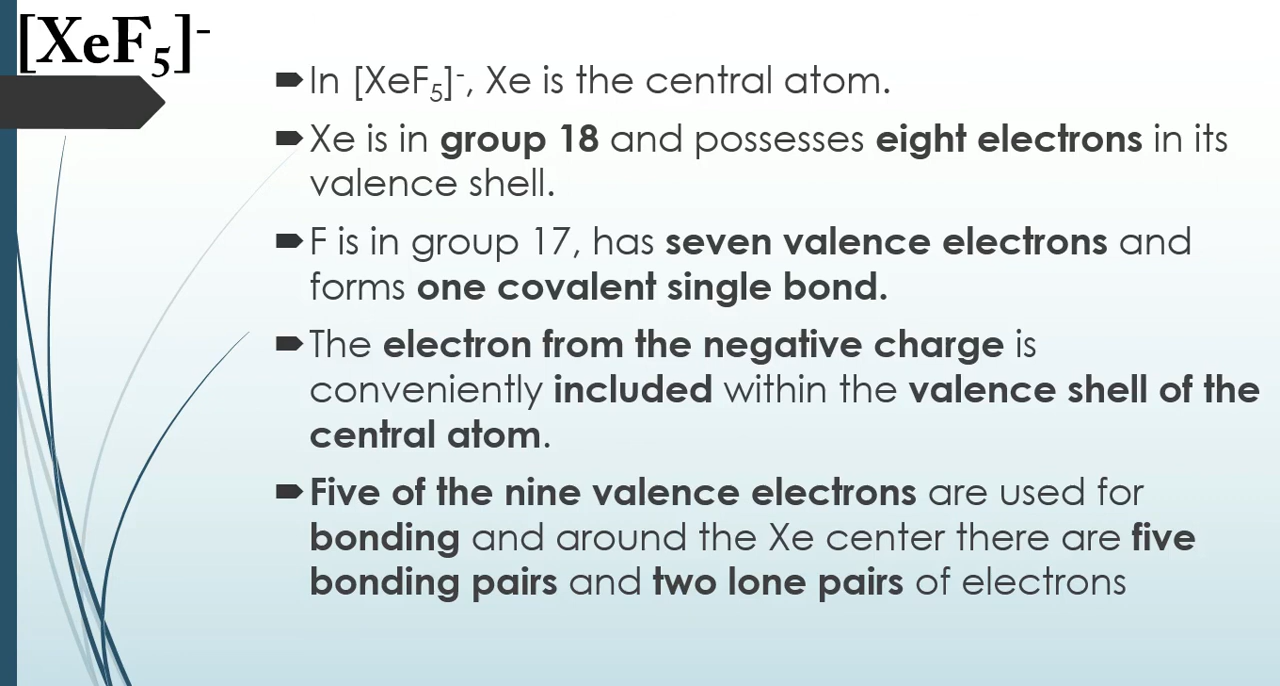 [XeF₅]⁻
In [XeF₅]⁻, Xe is the central atom.
Xe is in group 18 and possesses eight electrons in its
valence shell.
F is in group 17, has seven valence electrons and
forms one covalent single bond.
The electron from the negative charge is
conveniently included within the valence shell of the
central atom.
Five of the nine valence electrons are used for
bonding and around the Xe center there are five
bonding pairs and two lone pairs of electrons